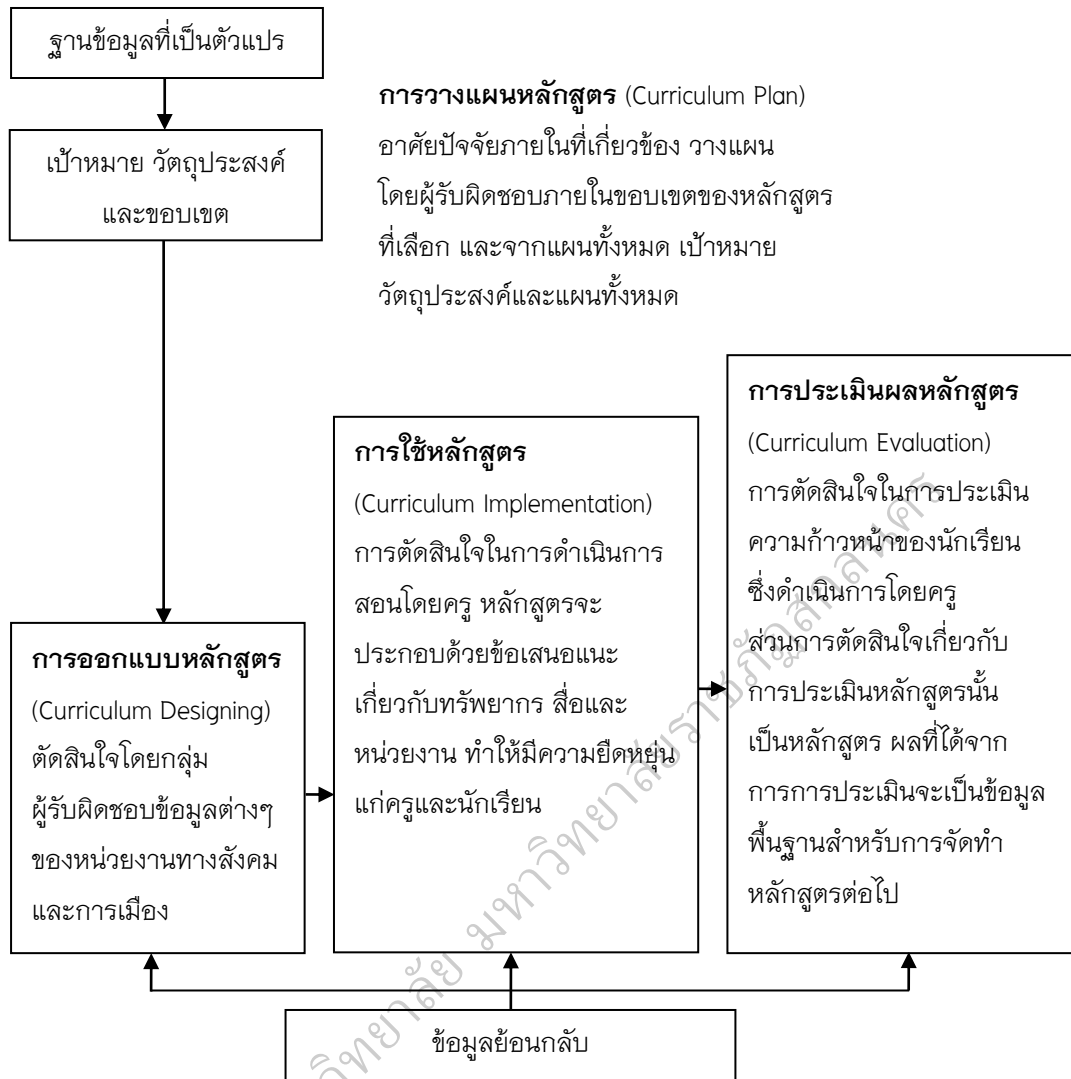 ฐานข้อมูลที่เป็นตัวแปร
เป้าหมาย วัตถุประสงค์
และขอบเขต
การวางแผนหลักสูตร (Curriculum Plan)
อาศัยปัจจัยภายในที่เกี่ยวข้อง วางแผน
โดยผู้รับผิดชอบภายในขอบเขตของหลักสูตร
ที่เลือก และจากแผนทั้งหมด เป้าหมาย
วัตถุประสงค์และแผนทั้งหมด
การออกแบบหลักสูตร
(Curriculum Designing)
ตัดสินใจโดยกลุ่ม
ผู้รับผิดชอบข้อมูลต่างๆ
ของหน่วยงานทางสังคม
และการเมือง
การใช้หลักสูตร
(Curriculum Implementation)
การตัดสินใจในการดำเนินการ
สอนโดยครู หลักสูตรจะ
ประกอบด้วยข้อเสนอแนะ
เกี่ยวกับทรัพยากร สื่อและ
หน่วยงาน ทำให้มีความยืดหยุ่น
แก่ครูและนักเรียน
การประเมินผลหลักสูตร
(Curriculum Evaluation)
การตัดสินใจในการประเมิน
ความก้าวหน้าของนักเรียน
ซึ่งดำเนินการโดยครู
ส่วนการตัดสินใจเกี่ยวกับ
การประเมินหลักสูตรนั้น
เป็นหลักสูตร ผลที่ได้จาก
การการประเมินจะเป็นข้อมูล
พื้นฐานสำหรับการจัดทำ
หลักสูตรต่อไป
ข้อมูลย้อนกลับ
มหาวิทยาลัยราชภัฏสกลนคร